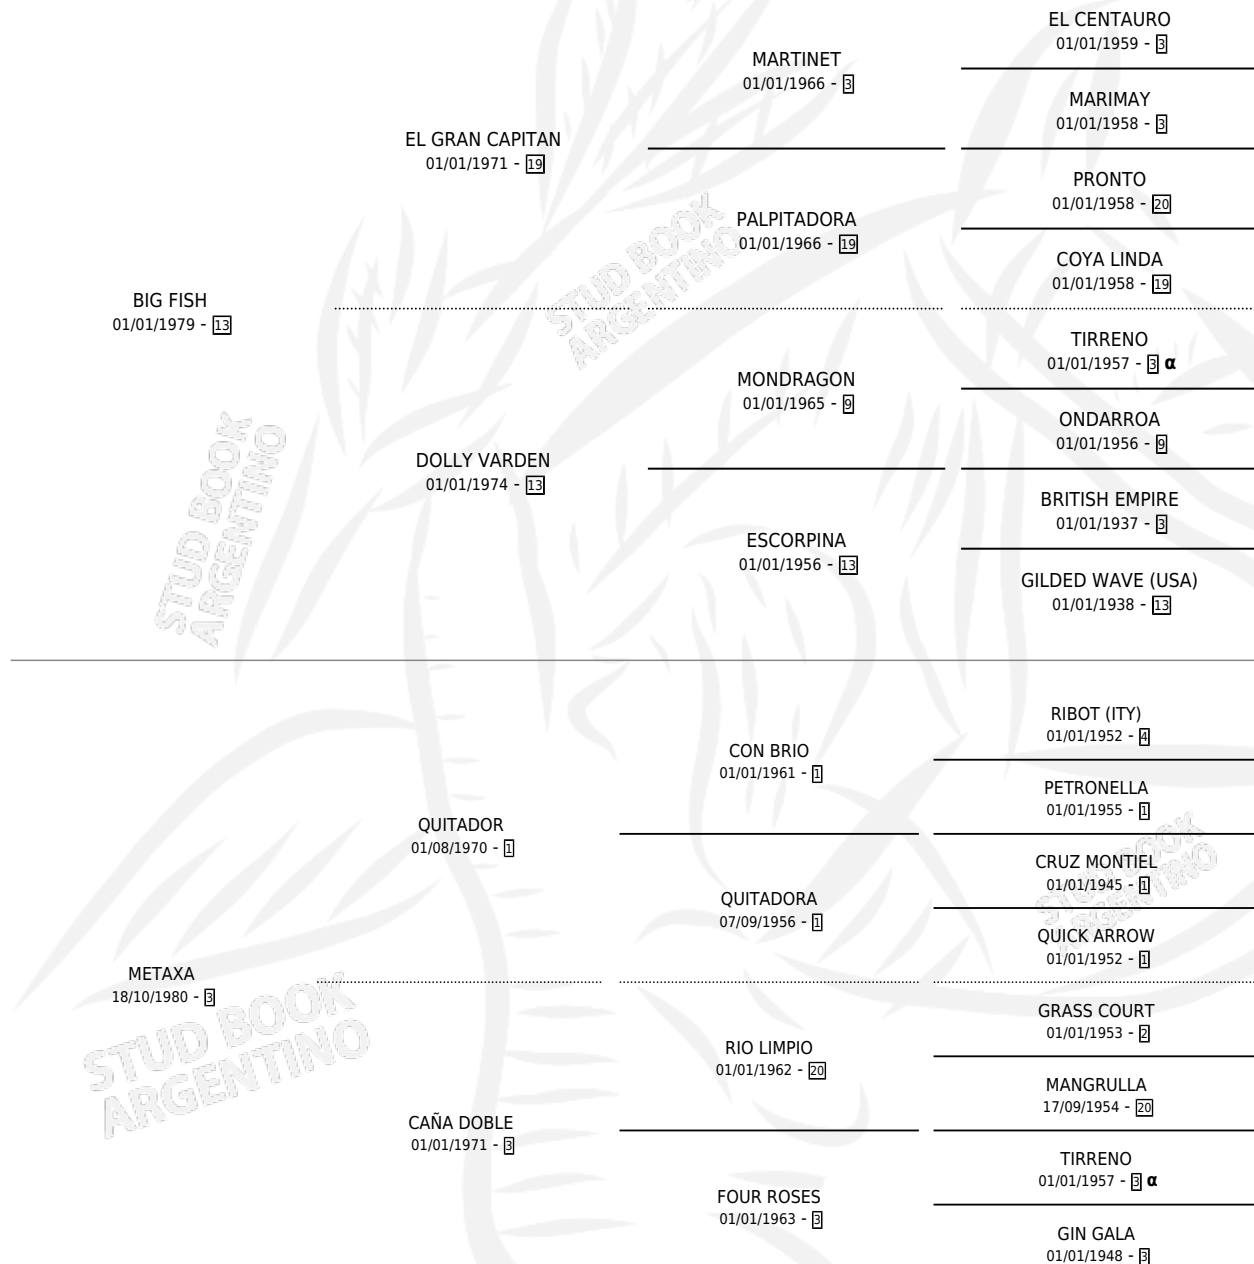 EL CENTAURO
01/01/1959 - 3
MARTINET
01/01/1966 - 3
MARIMAY
01/01/1958 - 3
EL GRAN CAPITAN
01/01/1971 - 19
PRONTO
01/01/1958 - 20
PALPITADORA
01/01/1966 - 19
COYA LINDA
01/01/1958 - 19
BIG FISH
01/01/1979 - 13
TIRRENO
01/01/1957 - 3 α
MONDRAGON
01/01/1965 - 9
ONDARROA
01/01/1956 - 9
DOLLY VARDEN
01/01/1974 - 13
BRITISH EMPIRE
01/01/1937 - 3
ESCORPINA
01/01/1956 - 13
GILDED WAVE (USA)
01/01/1938 - 13
RIBOT (ITY)
01/01/1952 - 4
CON BRIO
01/01/1961 - 1
PETRONELLA
01/01/1955 - 1
QUITADOR
01/08/1970 - 1
CRUZ MONTIEL
01/01/1945 - 1
QUITADORA
07/09/1956 - 1
QUICK ARROW
01/01/1952 - 1
METAXA
18/10/1980 - 3
GRASS COURT
01/01/1953 - 2
RIO LIMPIO
01/01/1962 - 20
MANGRULLA
17/09/1954 - 20
CAÑA DOBLE
01/01/1971 - 3
TIRRENO
01/01/1957 - 3 α
FOUR ROSES
01/01/1963 - 3
GIN GALA
01/01/1948 - 3
STUD BOOK
ARGENTINO
STUD BOOK
ARGENTINO
STUD BOOK
ARGENTINO
STUD BOOK
ARGENTINO